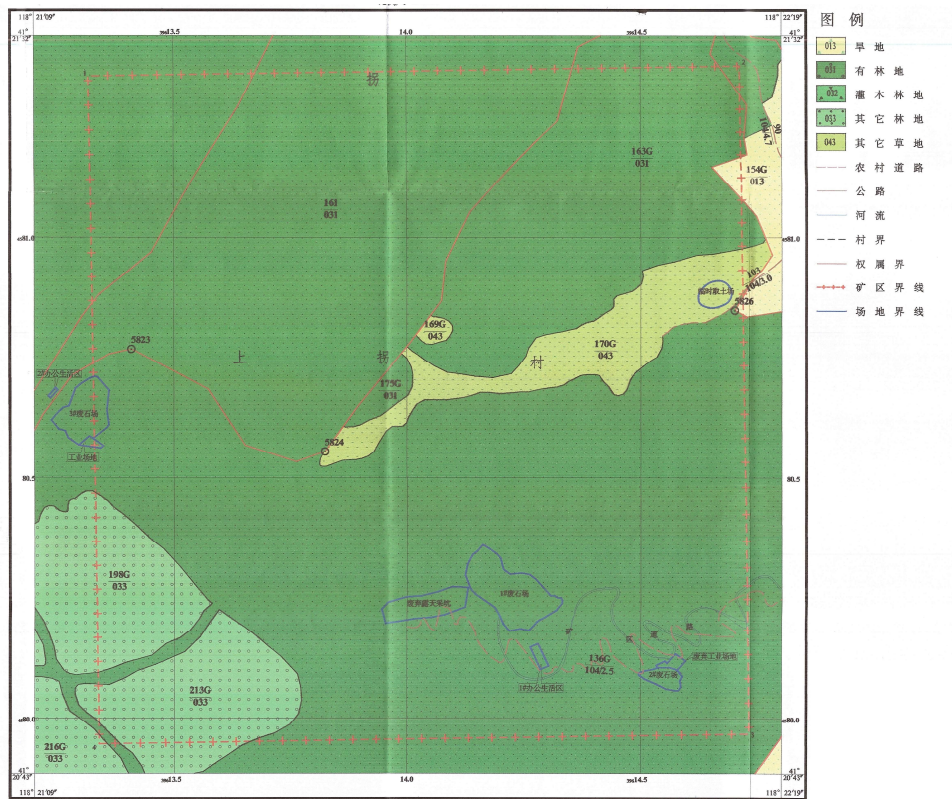 118° 21′09″
118° 22′19″
41°
21′32″
41°
21′32″
³⁹⁶13.5
14.0
³⁹⁶14.5
图 例
013 旱 地
031 有 林 地
032 灌 木 林 地
033 其 它 林 地
043 其 它 草 地
农 村 道 路
公 路
河 流
村 界
权 属 界
矿 区 界 线
场 地 界 线
1
2
拐
163G
031
104/4.7
154G
013
161
031
81.0
81.0
103
104/3.0
临时取土场
5826
169G
043
5823
170G
043
上
拐
村
2#办公生活区
175G
031
3#废石场
5824
工业场地
80.5
80.5
198G
033
1#废石场
废弃露天采坑
矿
区
道
路
136G
104/2.5
废弃工业场地
2#废石场
1#办公生活区
213G
033
80.0
80.0
4
216G
033
41°
20′43″
41°
20′43″
118° 21′09″
³⁹⁶13.5
14.0
³⁹⁶14.5
118° 22′19″